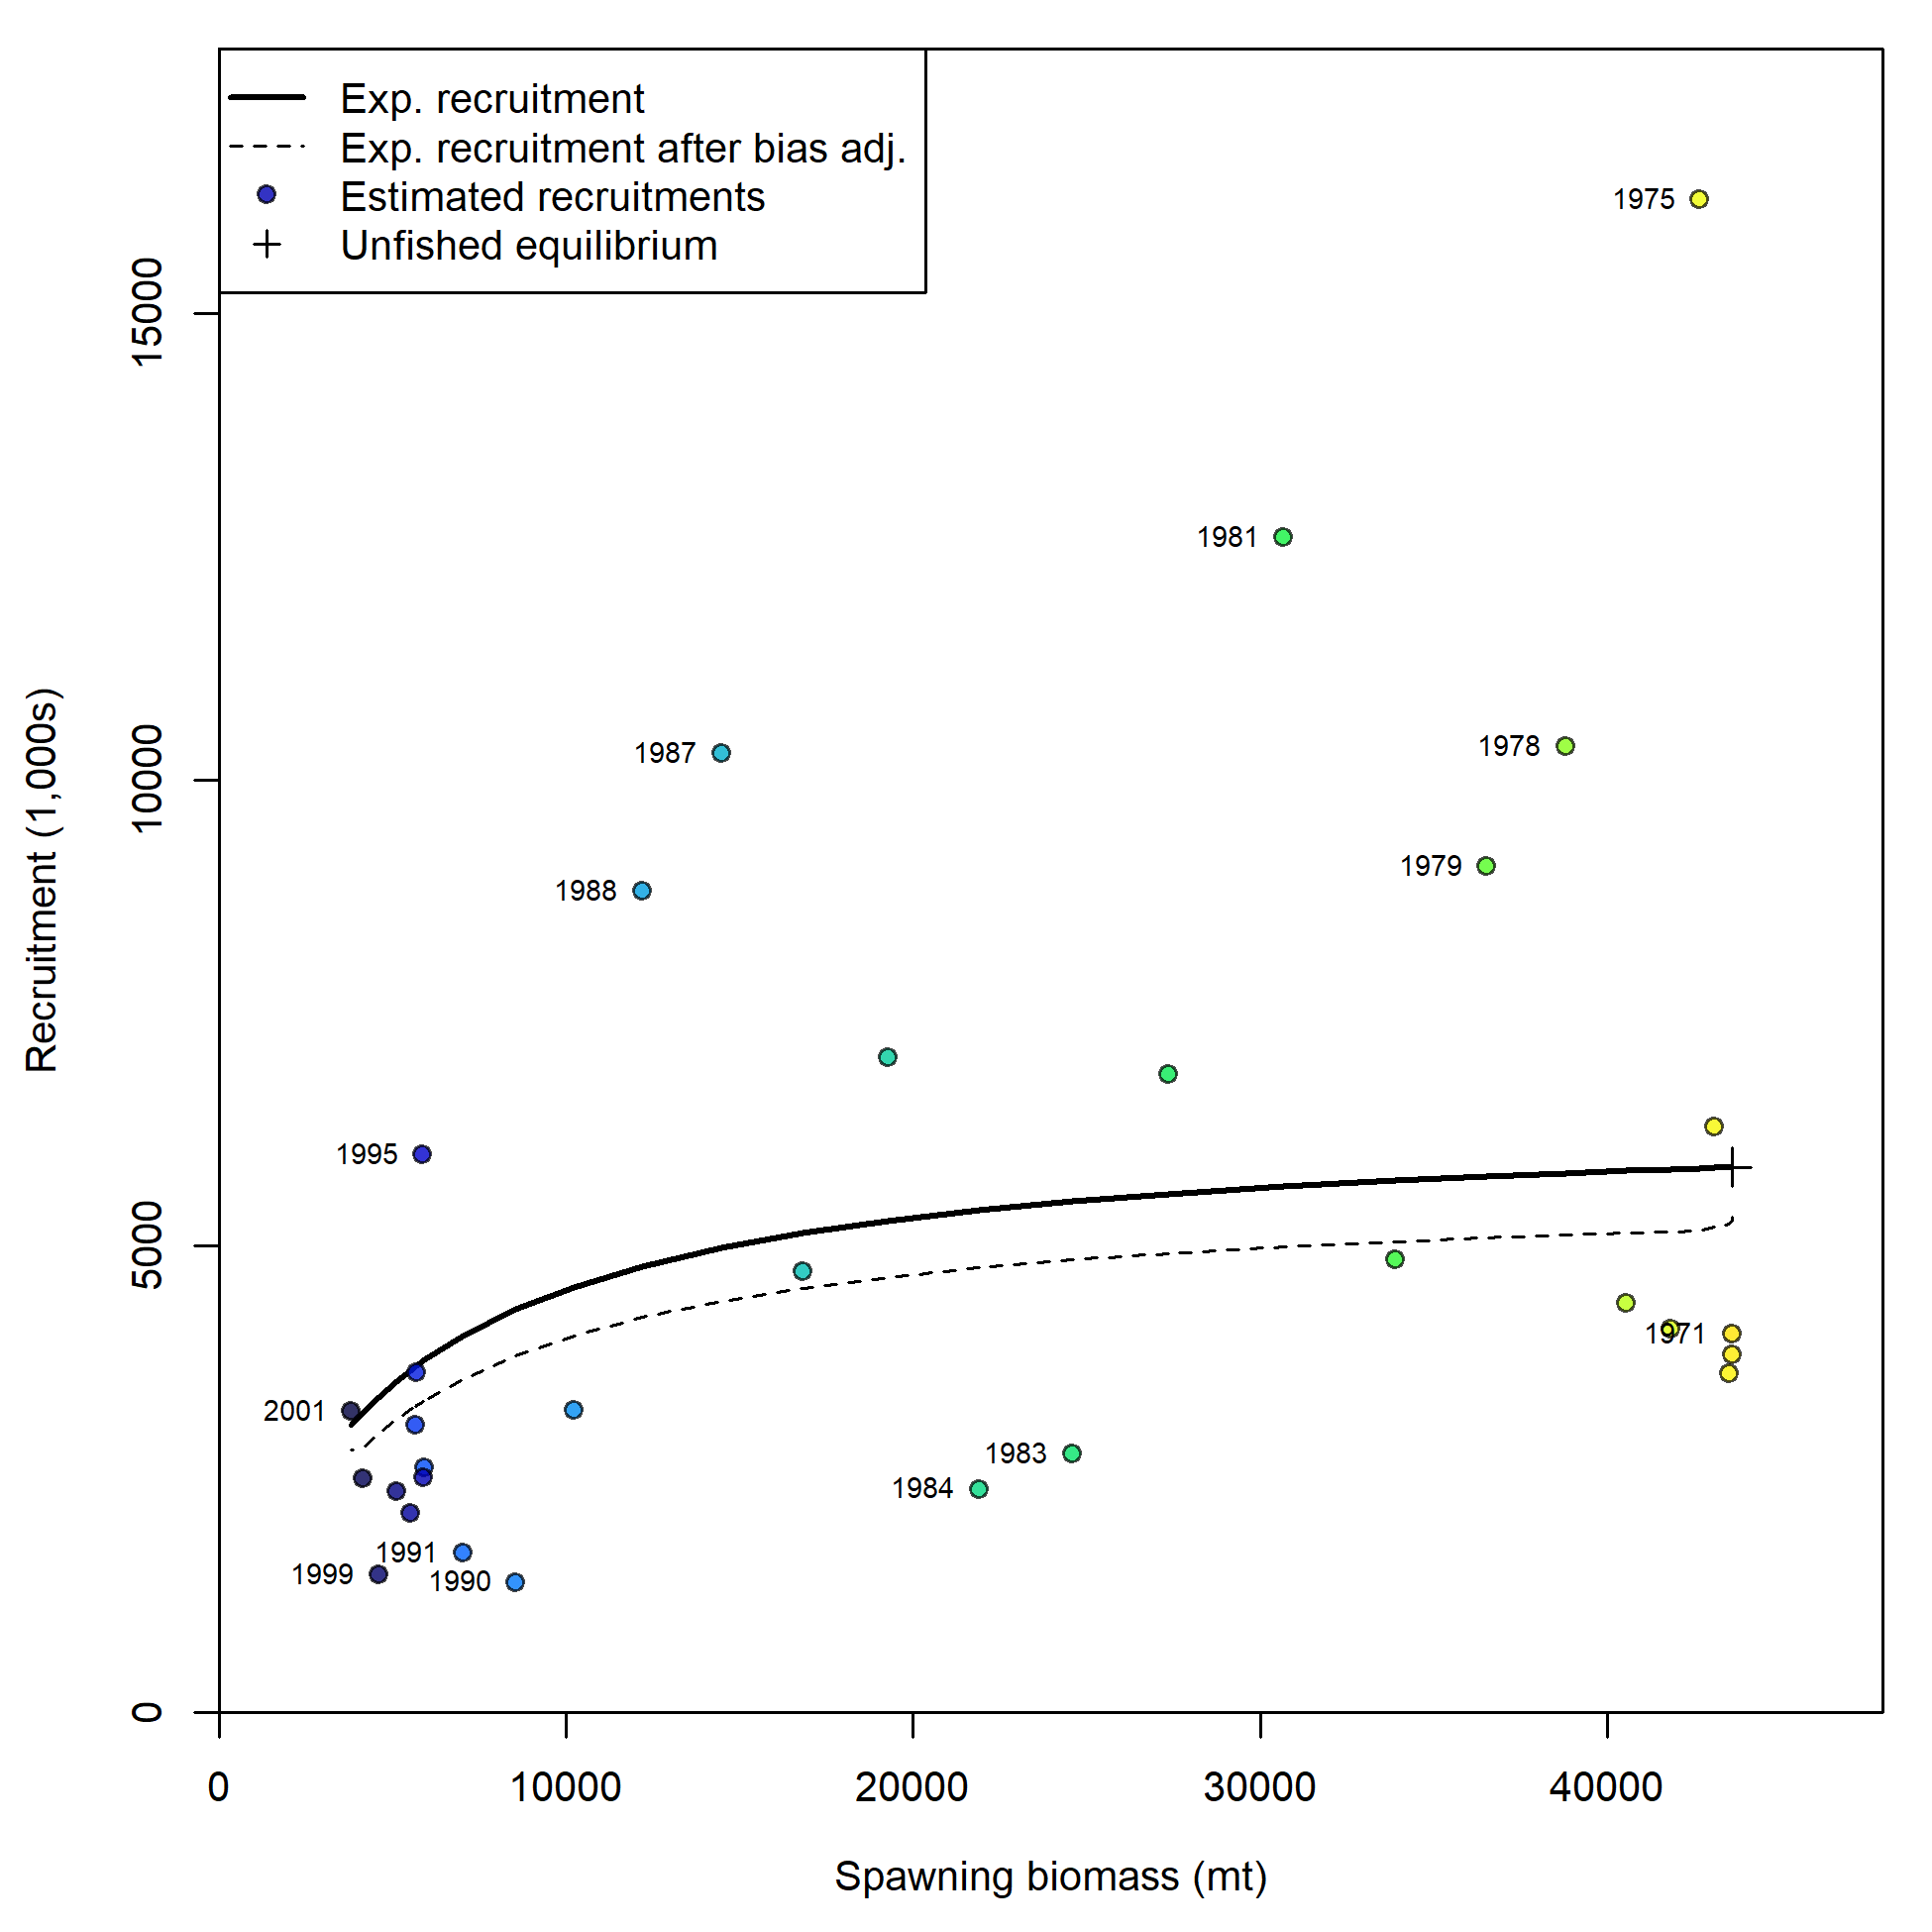 Exp. recruitment
Exp. recruitment after bias adj.
Estimated recruitments
Unfished equilibrium
1975
15000
1981
1978
1987
10000
1979
1988
Recruitment (1,000s)
1995
5000
1971
2001
1983
1984
1991
1999
1990
0
0 10000 20000 30000 40000
Spawning biomass (mt)